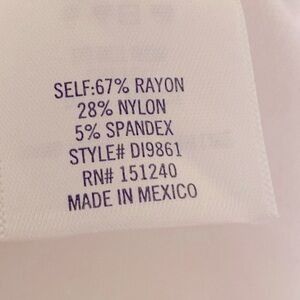 SELF:67% RAYON
28% NYLON
5% SPANDEX
STYLE# DI9861
RN# 151240
MADE IN MEXICO